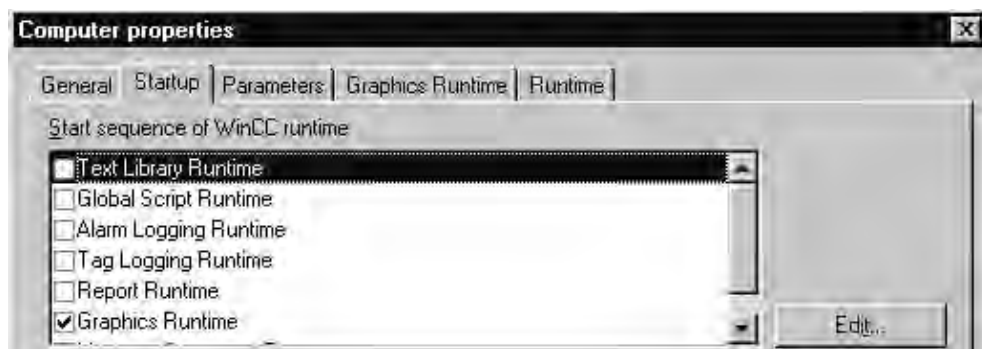 Computer properties
General Startup Parameters Graphics Runtime Runtime
Start sequence of WinCC runtime
Text Library Runtime
Global Script Runtime
Alarm Logging Runtime
Tag Logging Runtime
Report Runtime
Graphics Runtime
Edit...